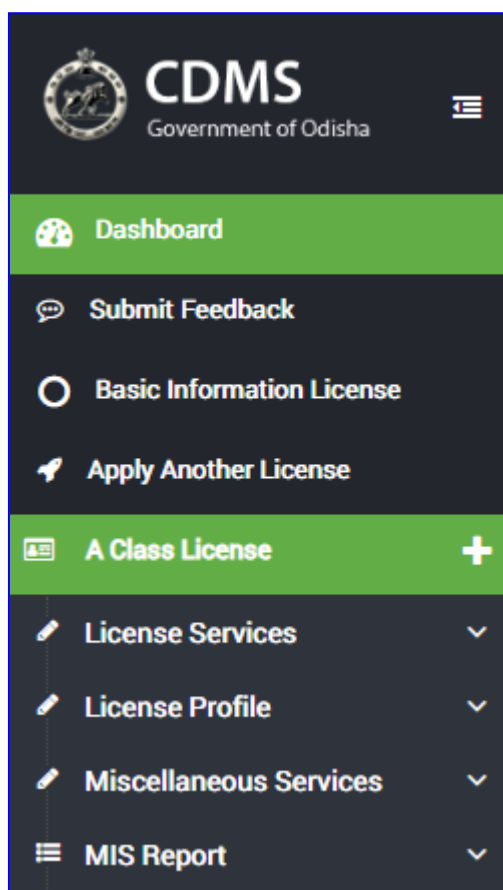 CDMS
Government of Odisha
Dashboard
Submit Feedback
Basic Information License
Apply Another License
A Class License
License Services
License Profile
Miscellaneous Services
MIS Report